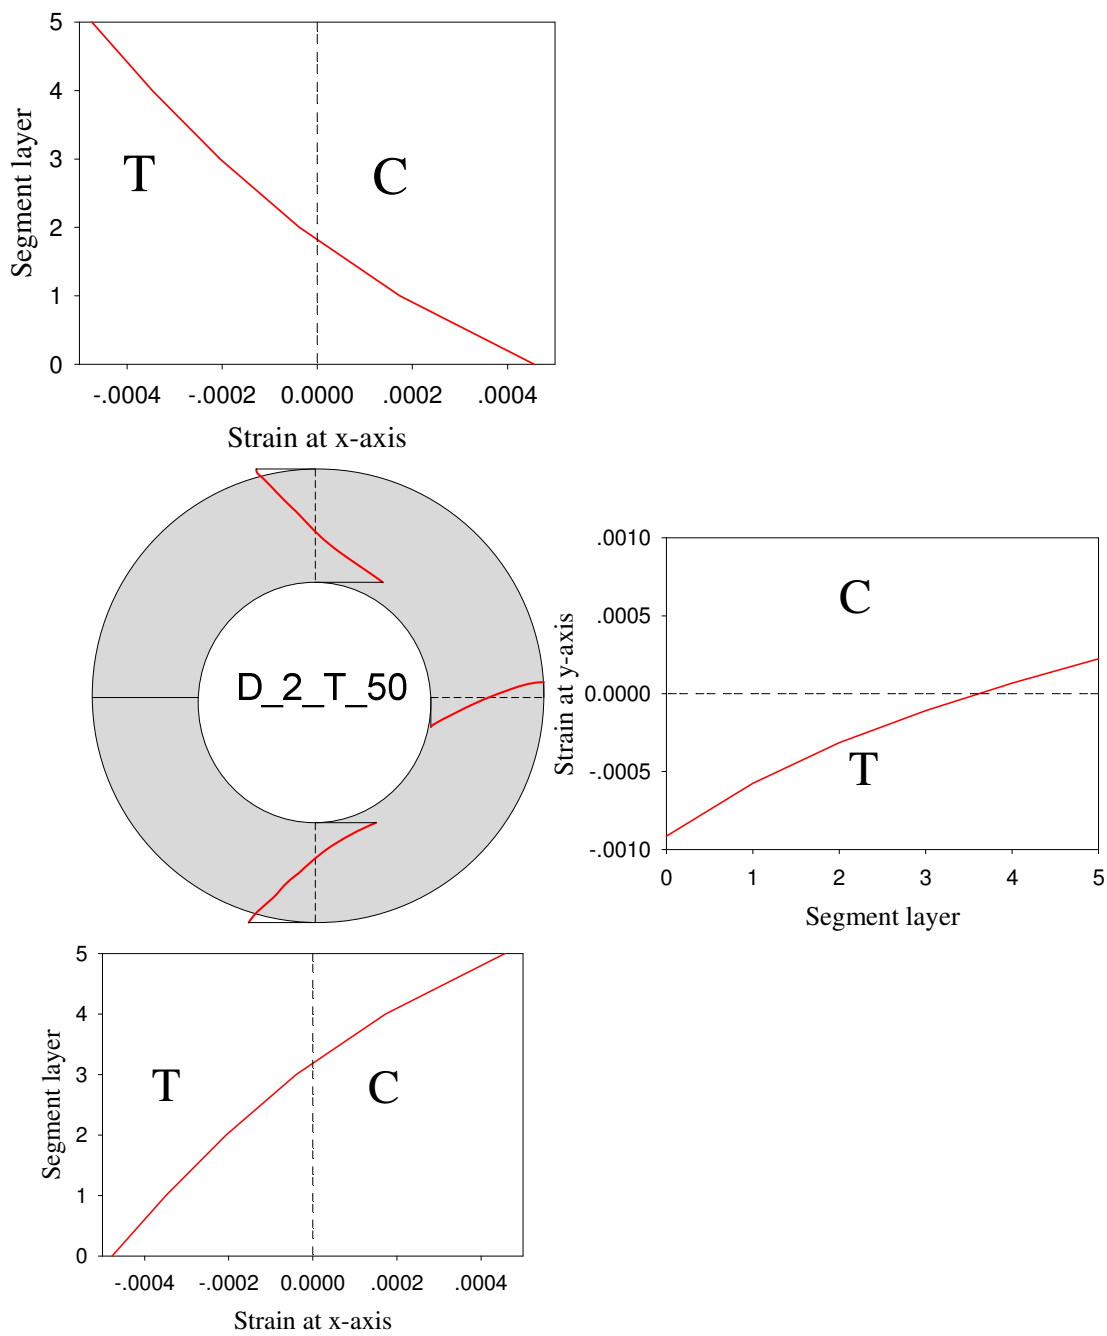 5
4
3
2
1
0
Segment layer
T
C
-.0004 -.0002 0.0000 .0002 .0004
Strain at x-axis
D_2_T_50
.0010
.0005
0.0000
-.0005
-.0010
Strain at y-axis
C
T
0 1 2 3 4 5
Segment layer
5
4
3
2
1
0
Segment layer
T
C
-.0004 -.0002 0.0000 .0002 .0004
Strain at x-axis